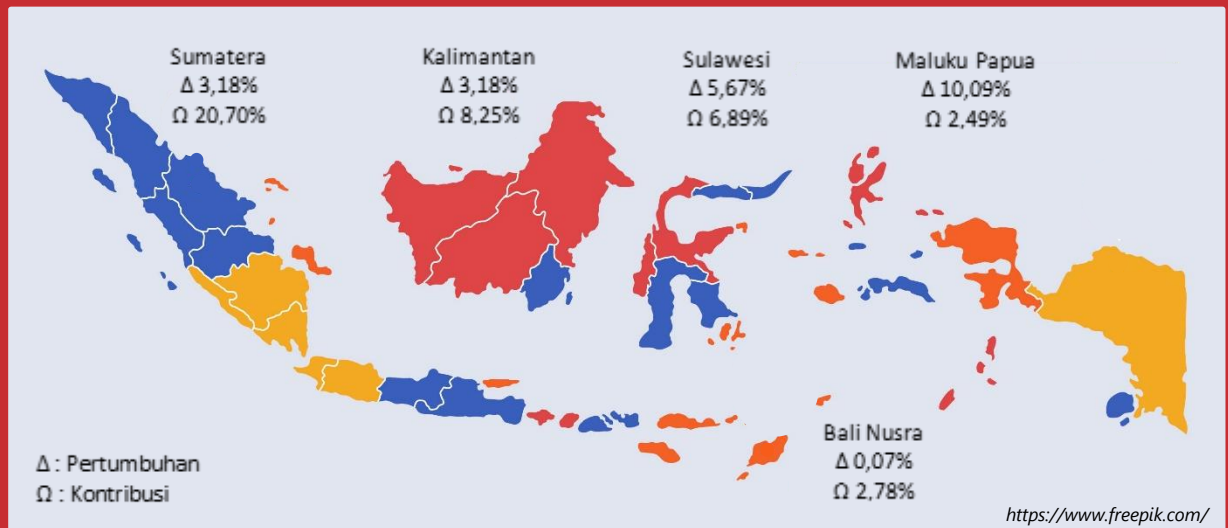 Sumatera
Δ 3,18%
Ω 20,70%
Kalimantan
Δ 3,18%
Ω 8,25%
Sulawesi
Δ 5,67%
Ω 6,89%
Maluku Papua
Δ 10,09%
Ω 2,49%
Bali Nusra
Δ 0,07%
Ω 2,78%
Δ : Pertumbuhan
Ω : Kontribusi
https://www.freepik.com/